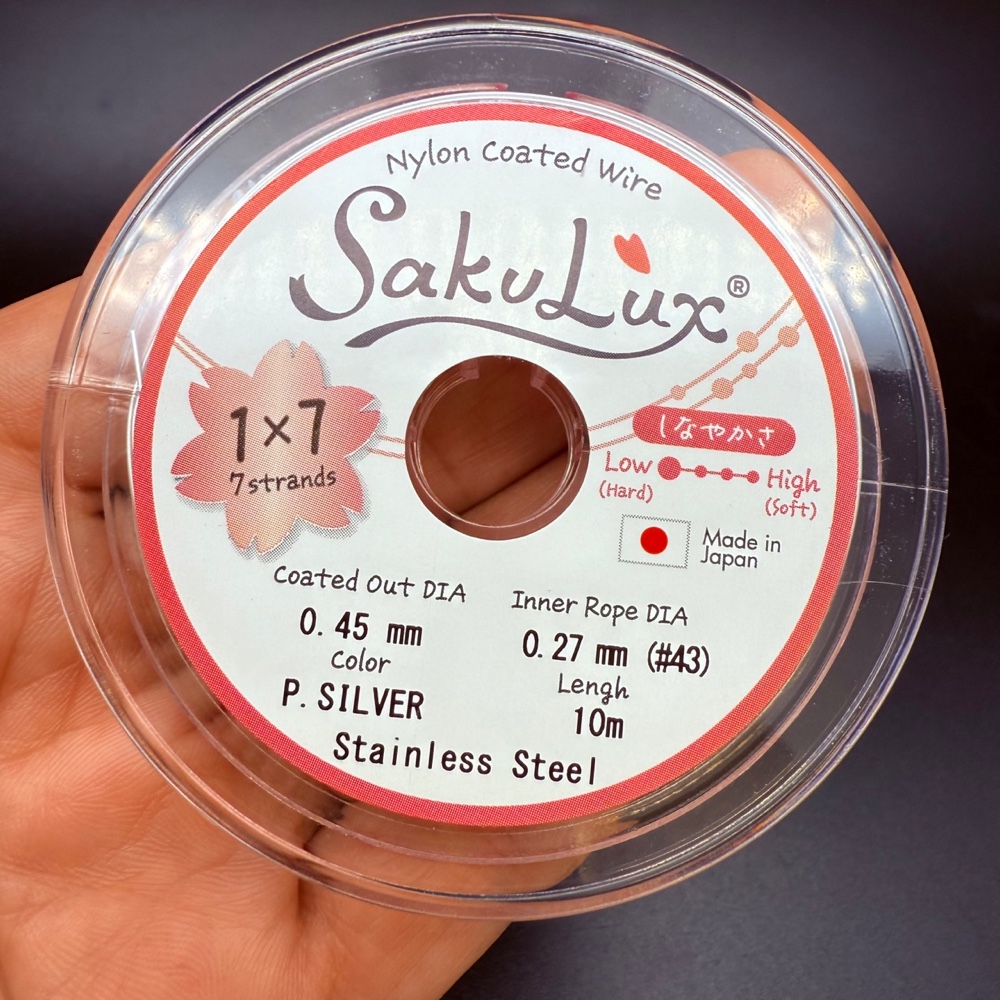 Nylon Coated Wire
SakuLux®
1×7
7strands
しなやかさ
Low High
(Hard) (Soft)
Made in
Japan
Coated Out DIA
0.45 mm
Color
P.SILVER
Inner Rope DIA
0.27 mm (#43)
Lengh
10m
Stainless Steel